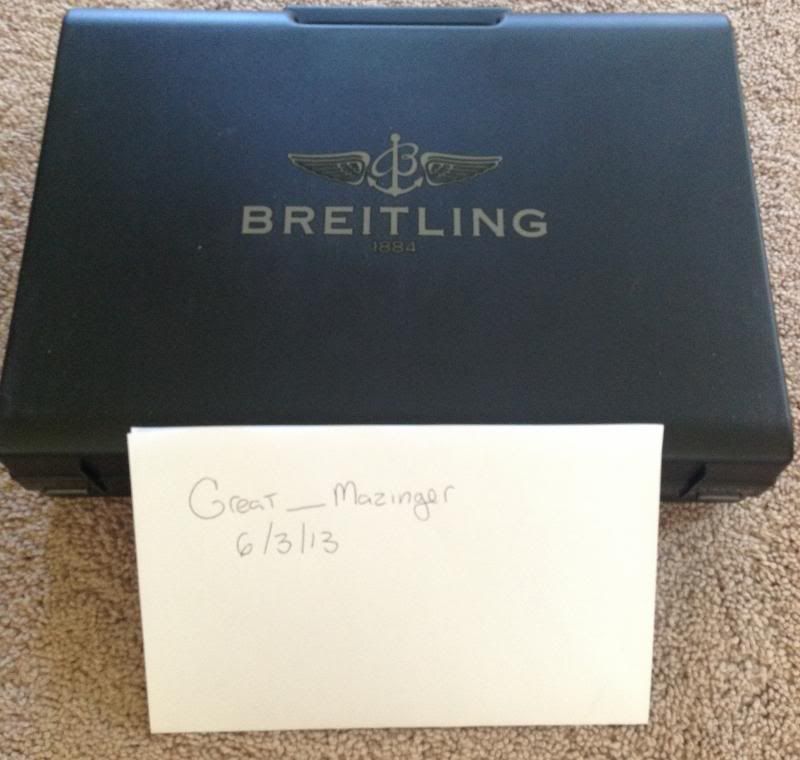 BREITLING
1884
Great_Mazinger
6/3/13